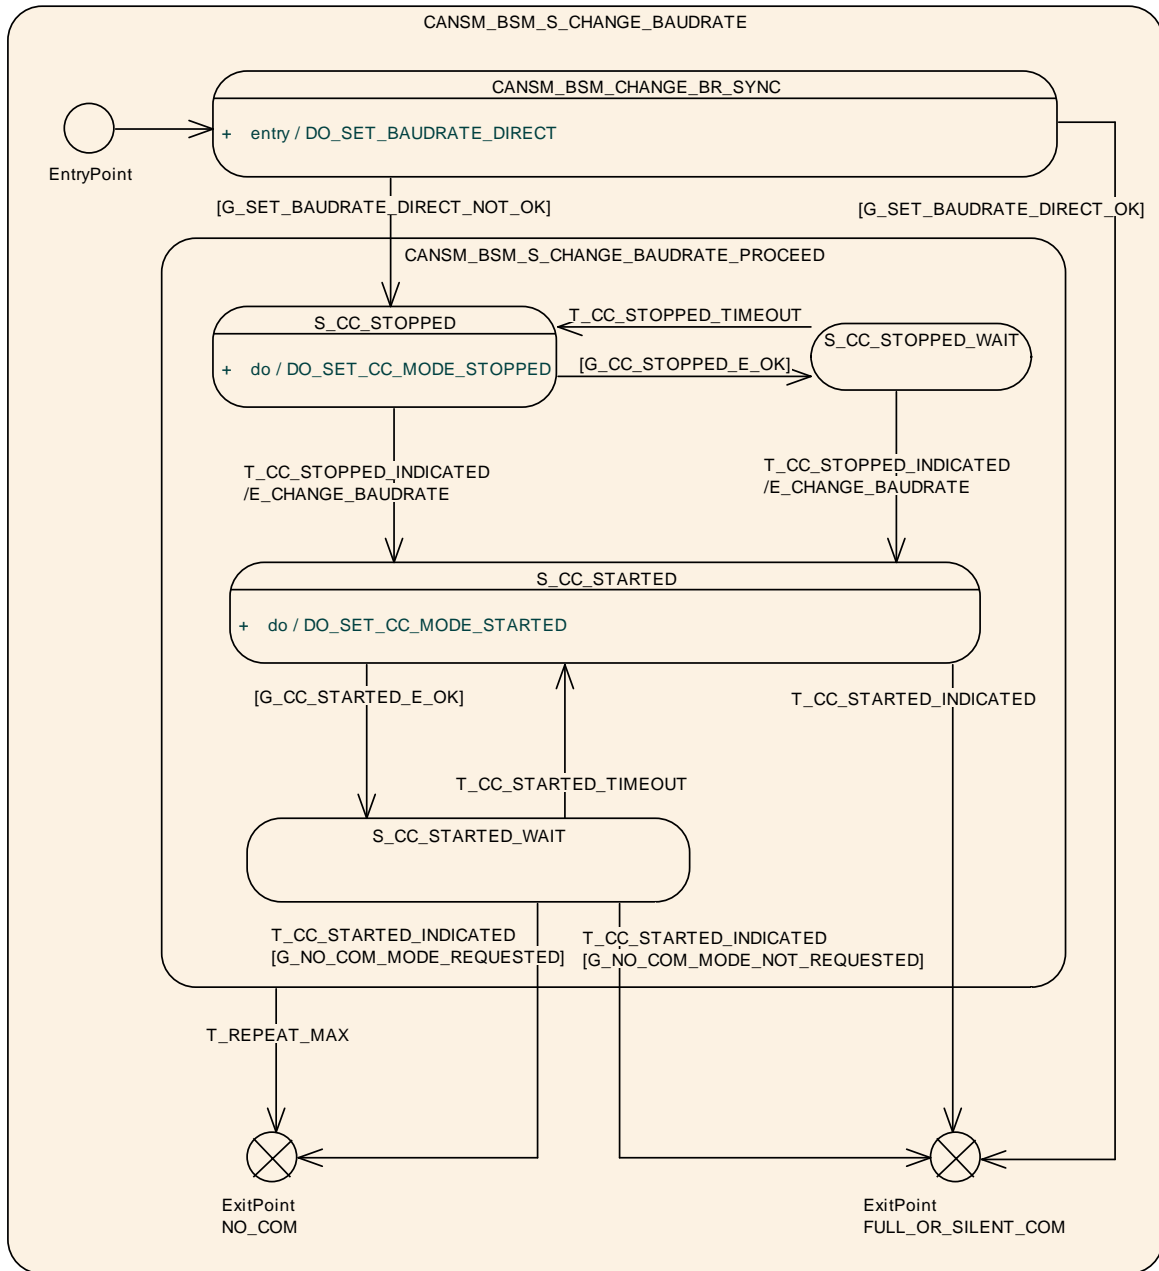 CANSM_BSM_S_CHANGE_BAUDRATE
CANSM_BSM_CHANGE_BR_SYNC
+ entry / DO_SET_BAUDRATE_DIRECT
EntryPoint
[G_SET_BAUDRATE_DIRECT_NOT_OK]
[G_SET_BAUDRATE_DIRECT_OK]
CANSM_BSM_S_CHANGE_BAUDRATE_PROCEED
S_CC_STOPPED
+ do / DO_SET_CC_MODE_STOPPED
T_CC_STOPPED_TIMEOUT
[G_CC_STOPPED_E_OK]
S_CC_STOPPED_WAIT
T_CC_STOPPED_INDICATED
/E_CHANGE_BAUDRATE
T_CC_STOPPED_INDICATED
/E_CHANGE_BAUDRATE
S_CC_STARTED
+ do / DO_SET_CC_MODE_STARTED
[G_CC_STARTED_E_OK]
T_CC_STARTED_INDICATED
T_CC_STARTED_TIMEOUT
S_CC_STARTED_WAIT
T_CC_STARTED_INDICATED
[G_NO_COM_MODE_REQUESTED]
T_CC_STARTED_INDICATED
[G_NO_COM_MODE_NOT_REQUESTED]
T_REPEAT_MAX
ExitPoint
NO_COM
ExitPoint
FULL_OR_SILENT_COM